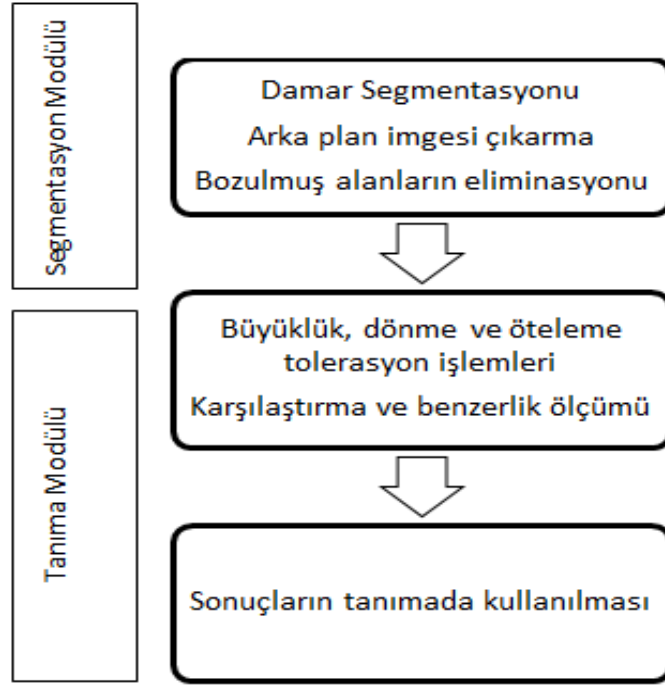 Segmentasyon Modülü
Damar Segmentasyonu
Arka plan imgesi çıkarma
Bozulmuş alanların eliminasyonu
Tanıma Modülü
Büyüklük, dönme ve öteleme
tolerasyon işlemleri
Karşılaştırma ve benzerlik ölçümü
Sonuçların tanımada kullanılması